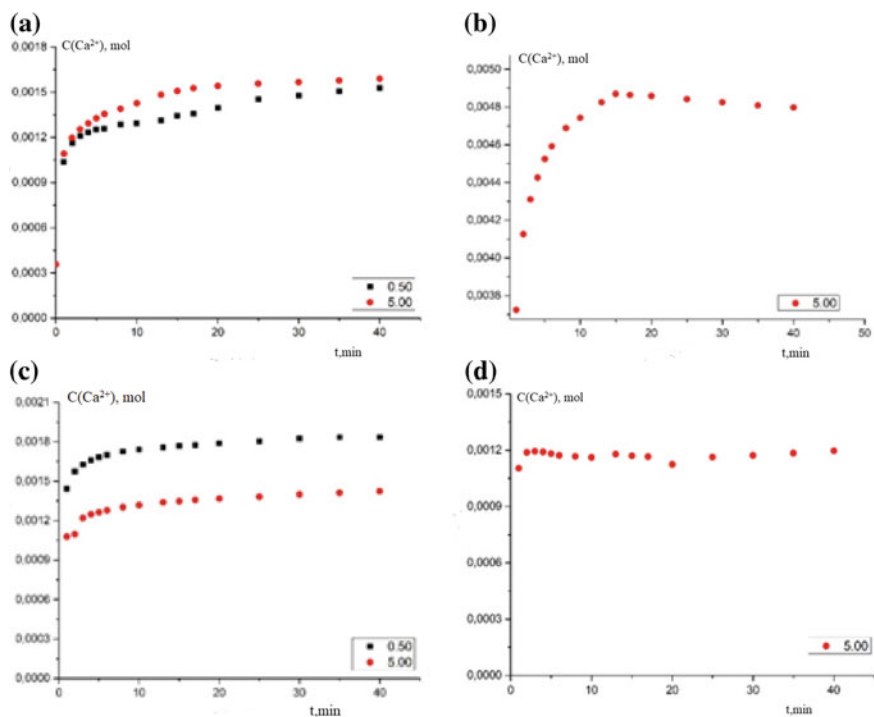 (a)
C(Ca²⁺), mol
0,0018
0,0015
0,0012
0,0009
0,0006
0,0003
0,0000
0 10 20 30 40
t,min
0.50
5.00
(b)
C(Ca²⁺), mol
0,0050
0,0048
0,0046
0,0044
0,0042
0,0040
0,0038
10 20 30 40 50
t,min
5.00
(c)
C(Ca²⁺), mol
0,0021
0,0018
0,0015
0,0012
0,0009
0,0006
0,0003
0,0000
0 10 20 30 40
t,min
0.50
5.00
(d)
C(Ca²⁺), mol
0,0015
0,0012
0,0009
0,0006
0,0003
0,0000
0 10 20 30 40
t,min
5.00